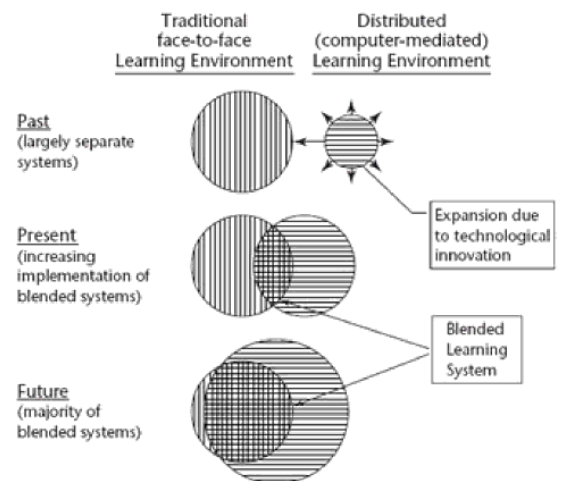 Traditional
face-to-face
Learning Environment
Distributed
(computer-mediated)
Learning Environment
Past
(largely separate
systems)
Expansion due
to technological
innovation
Present
(increasing
implementation of
blended systems)
Blended
Learning
System
Future
(majority of
blended systems)